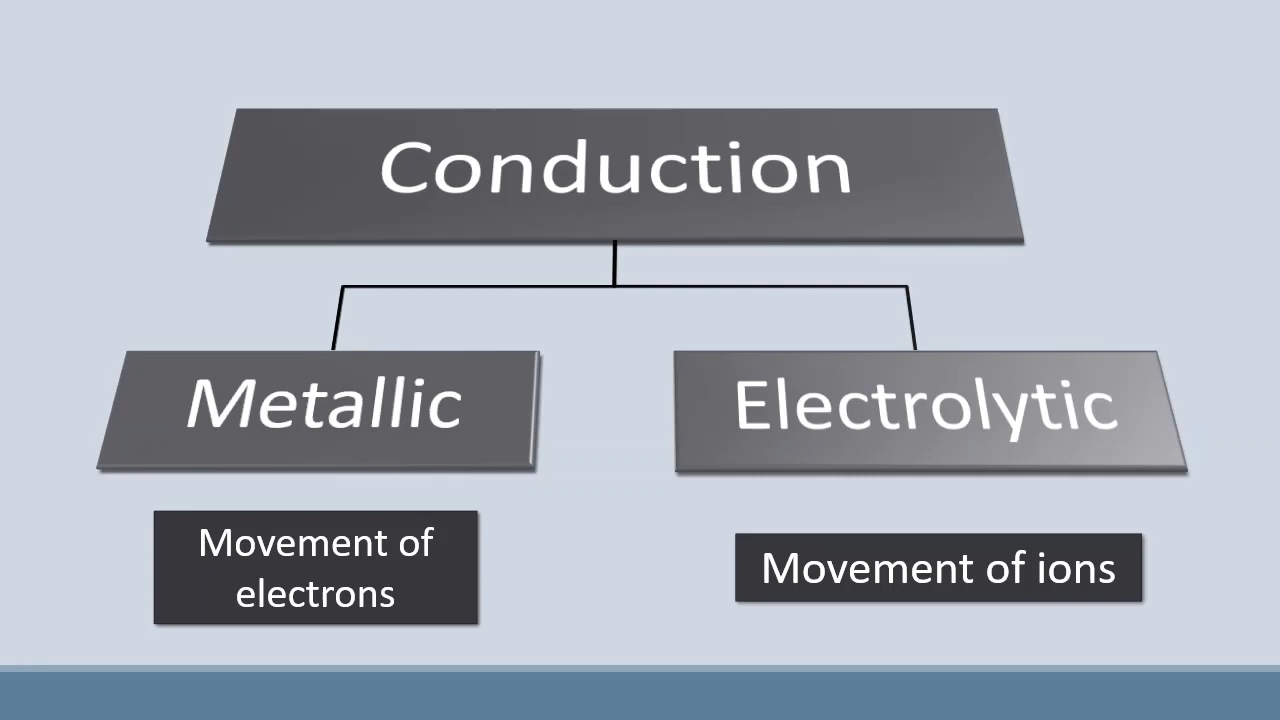 Conduction
Metallic
Electrolytic
Movement of
electrons
Movement of ions